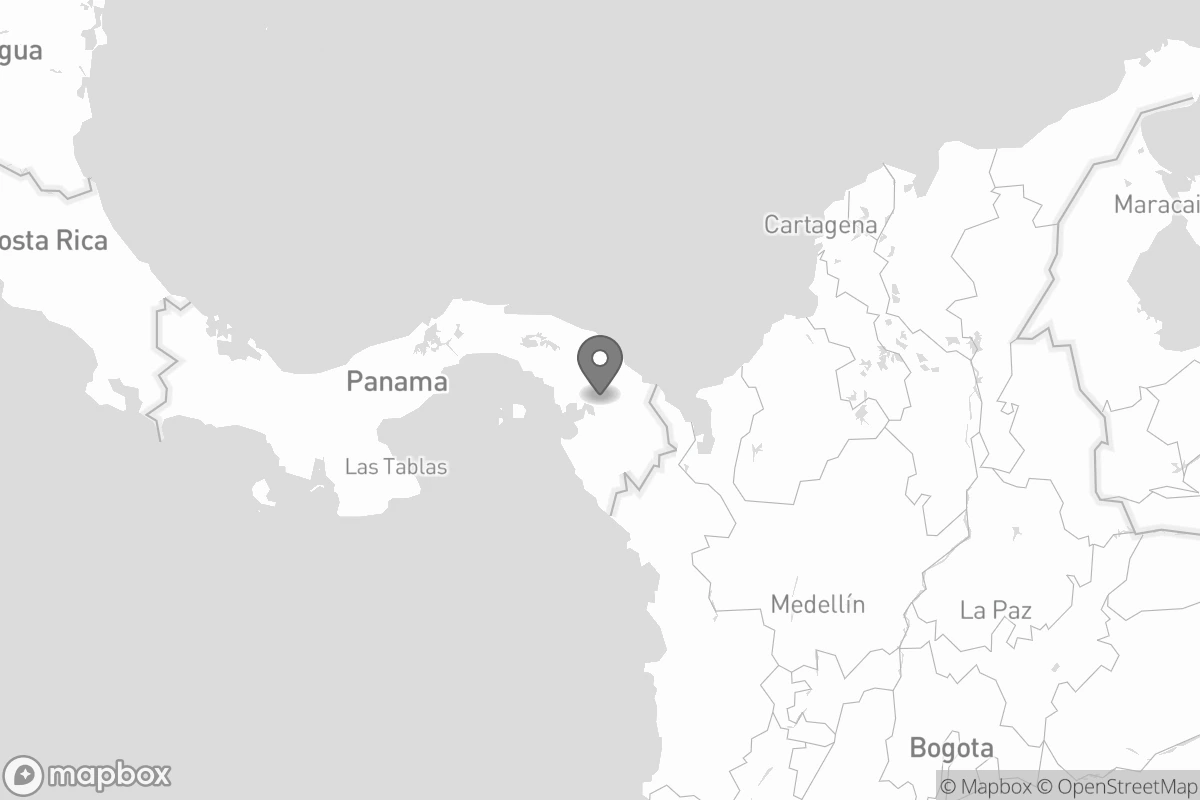 gua
osta Rica
Cartagena
Maracai
Panama
Las Tablas
Medellín
La Paz
Bogota
mapbox
© Mapbox © OpenStreetMap